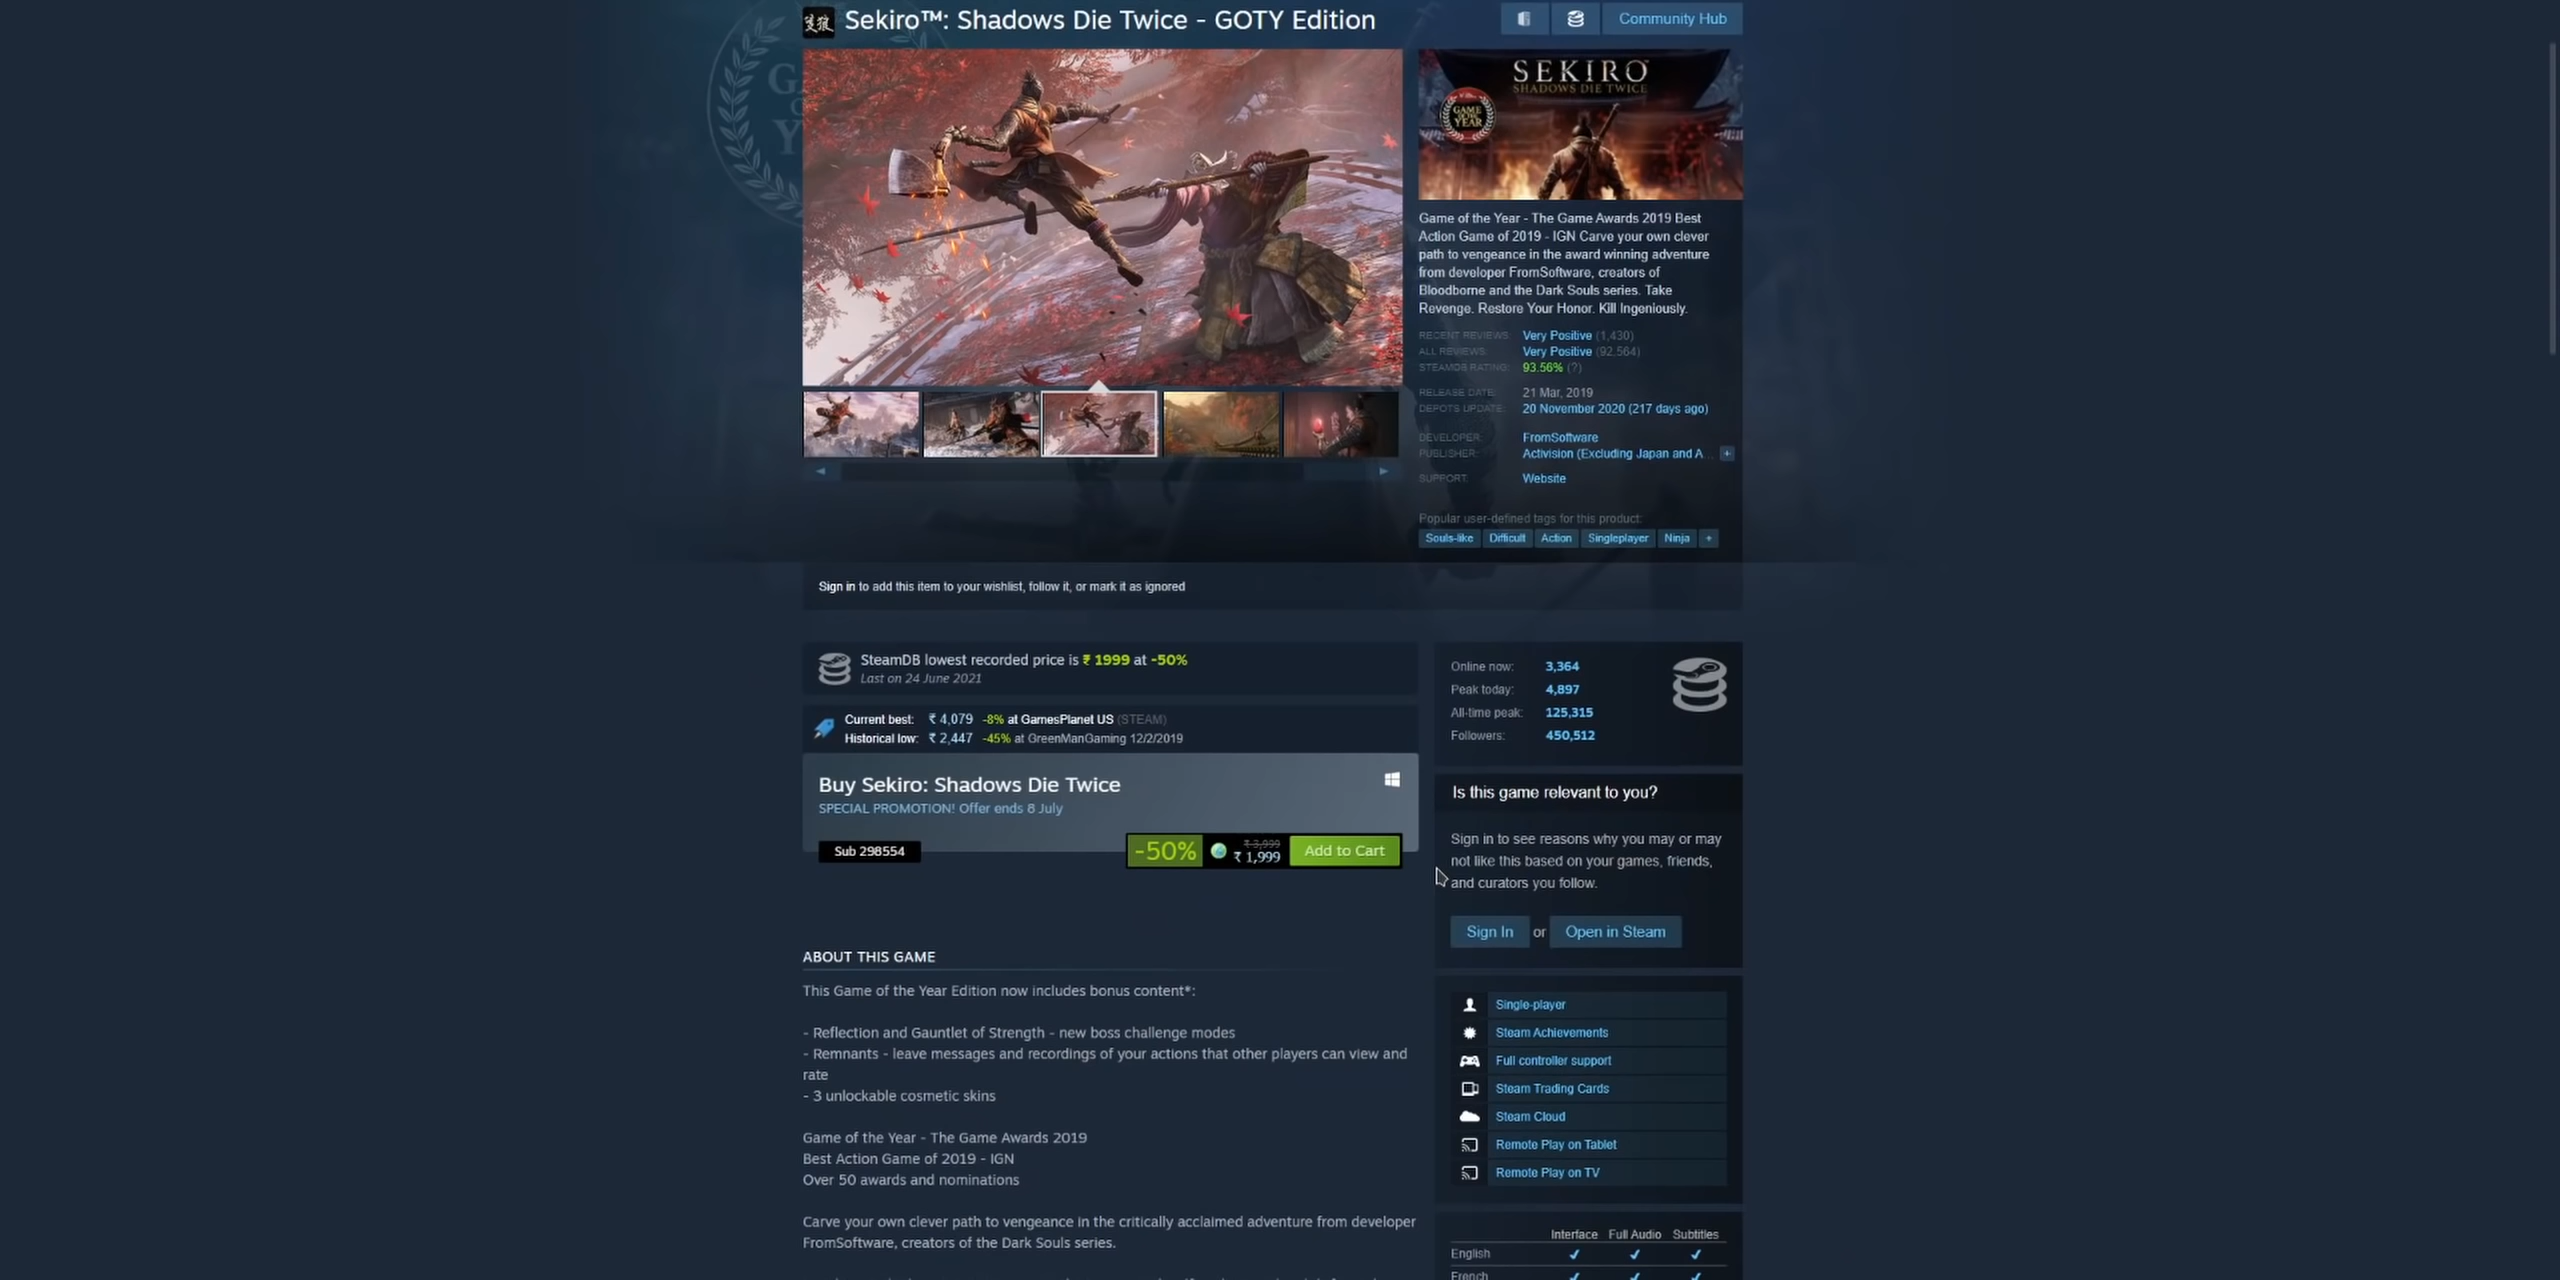 Sekiro™: Shadows Die Twice - GOTY Edition
Community Hub
SEKIRO
SHADOWS DIE TWICE
GAME
OF THE
YEAR
Game of the Year - The Game Awards 2019 Best
Action Game of 2019 - IGN Carve your own clever
path to vengeance in the award winning adventure
from developer FromSoftware, creators of
Bloodborne and the Dark Souls series. Take
Revenge. Restore Your Honor. Kill Ingeniously.
RECENT REVIEWS: Very Positive (1,430)
ALL REVIEWS: Very Positive (92,564)
STEAMDB RATING: 93.56% (?)
RELEASE DATE: 21 Mar, 2019
DEPOTS UPDATE: 20 November 2020 (217 days ago)
DEVELOPER: FromSoftware
PUBLISHER: Activision (Excluding Japan and A... +
SUPPORT: Website
Popular user-defined tags for this product:
Souls-like Difficult Action Singleplayer Ninja +
Sign in to add this item to your wishlist, follow it, or mark it as ignored
SteamDB lowest recorded price is ₹ 1999 at -50%
Last on 24 June 2021
Current best: ₹ 4,079 -8% at GamesPlanet US (STEAM)
Historical low: ₹ 2,447 -45% at GreenManGaming 12/2/2019
Buy Sekiro: Shadows Die Twice
SPECIAL PROMOTION! Offer ends 8 July
Sub 298554
-50% ₹ 3,999 ₹ 1,999 Add to Cart
Online now: 3,364
Peak today: 4,897
All-time peak: 125,315
Followers: 450,512
Is this game relevant to you?
Sign in to see reasons why you may or may
not like this based on your games, friends,
and curators you follow.
Sign In or Open in Steam
ABOUT THIS GAME
This Game of the Year Edition now includes bonus content*:
- Reflection and Gauntlet of Strength - new boss challenge modes
- Remnants - leave messages and recordings of your actions that other players can view and
rate
- 3 unlockable cosmetic skins
Game of the Year - The Game Awards 2019
Best Action Game of 2019 - IGN
Over 50 awards and nominations
Carve your own clever path to vengeance in the critically acclaimed adventure from developer
FromSoftware, creators of the Dark Souls series.
Single-player
Steam Achievements
Full controller support
Steam Trading Cards
Steam Cloud
Remote Play on Tablet
Remote Play on TV
Interface Full Audio Subtitles
English ✔ ✔ ✔
French ✔ ✔ ✔